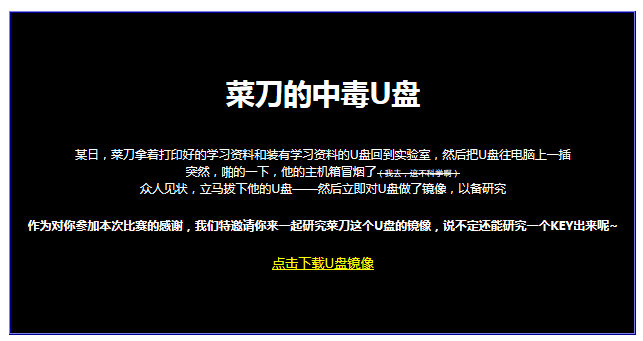 菜刀的中毒U盘
某日，菜刀拿着打印好的学习资料和装有学习资料的U盘回到实验室，然后把U盘往电脑上一插
突然，啪的一下，他的主机箱冒烟了（我去，这不科学啊）
众人见状，立马拔下他的U盘——然后立即对U盘做了镜像，以备研究
作为对你参加本次比赛的感谢，我们特邀请你来一起研究菜刀这个U盘的镜像，说不定还能研究一个KEY出来呢~
点击下载U盘镜像